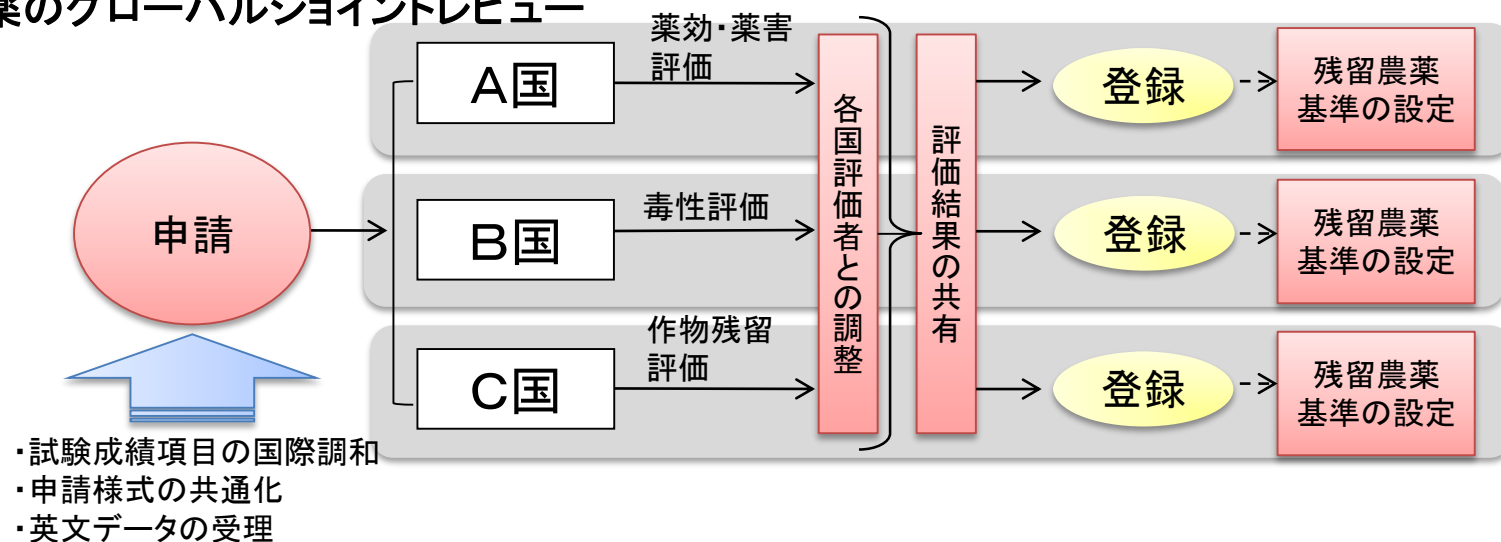 薬のグローバルジョイントレビュー
薬効・薬害
評価
A国
各国評価者との調整
評価結果の共有
登録
残留農薬
基準の設定
申請
毒性評価
B国
登録
残留農薬
基準の設定
作物残留
評価
C国
登録
残留農薬
基準の設定
・試験成績項目の国際調和
・申請様式の共通化
・英文データの受理